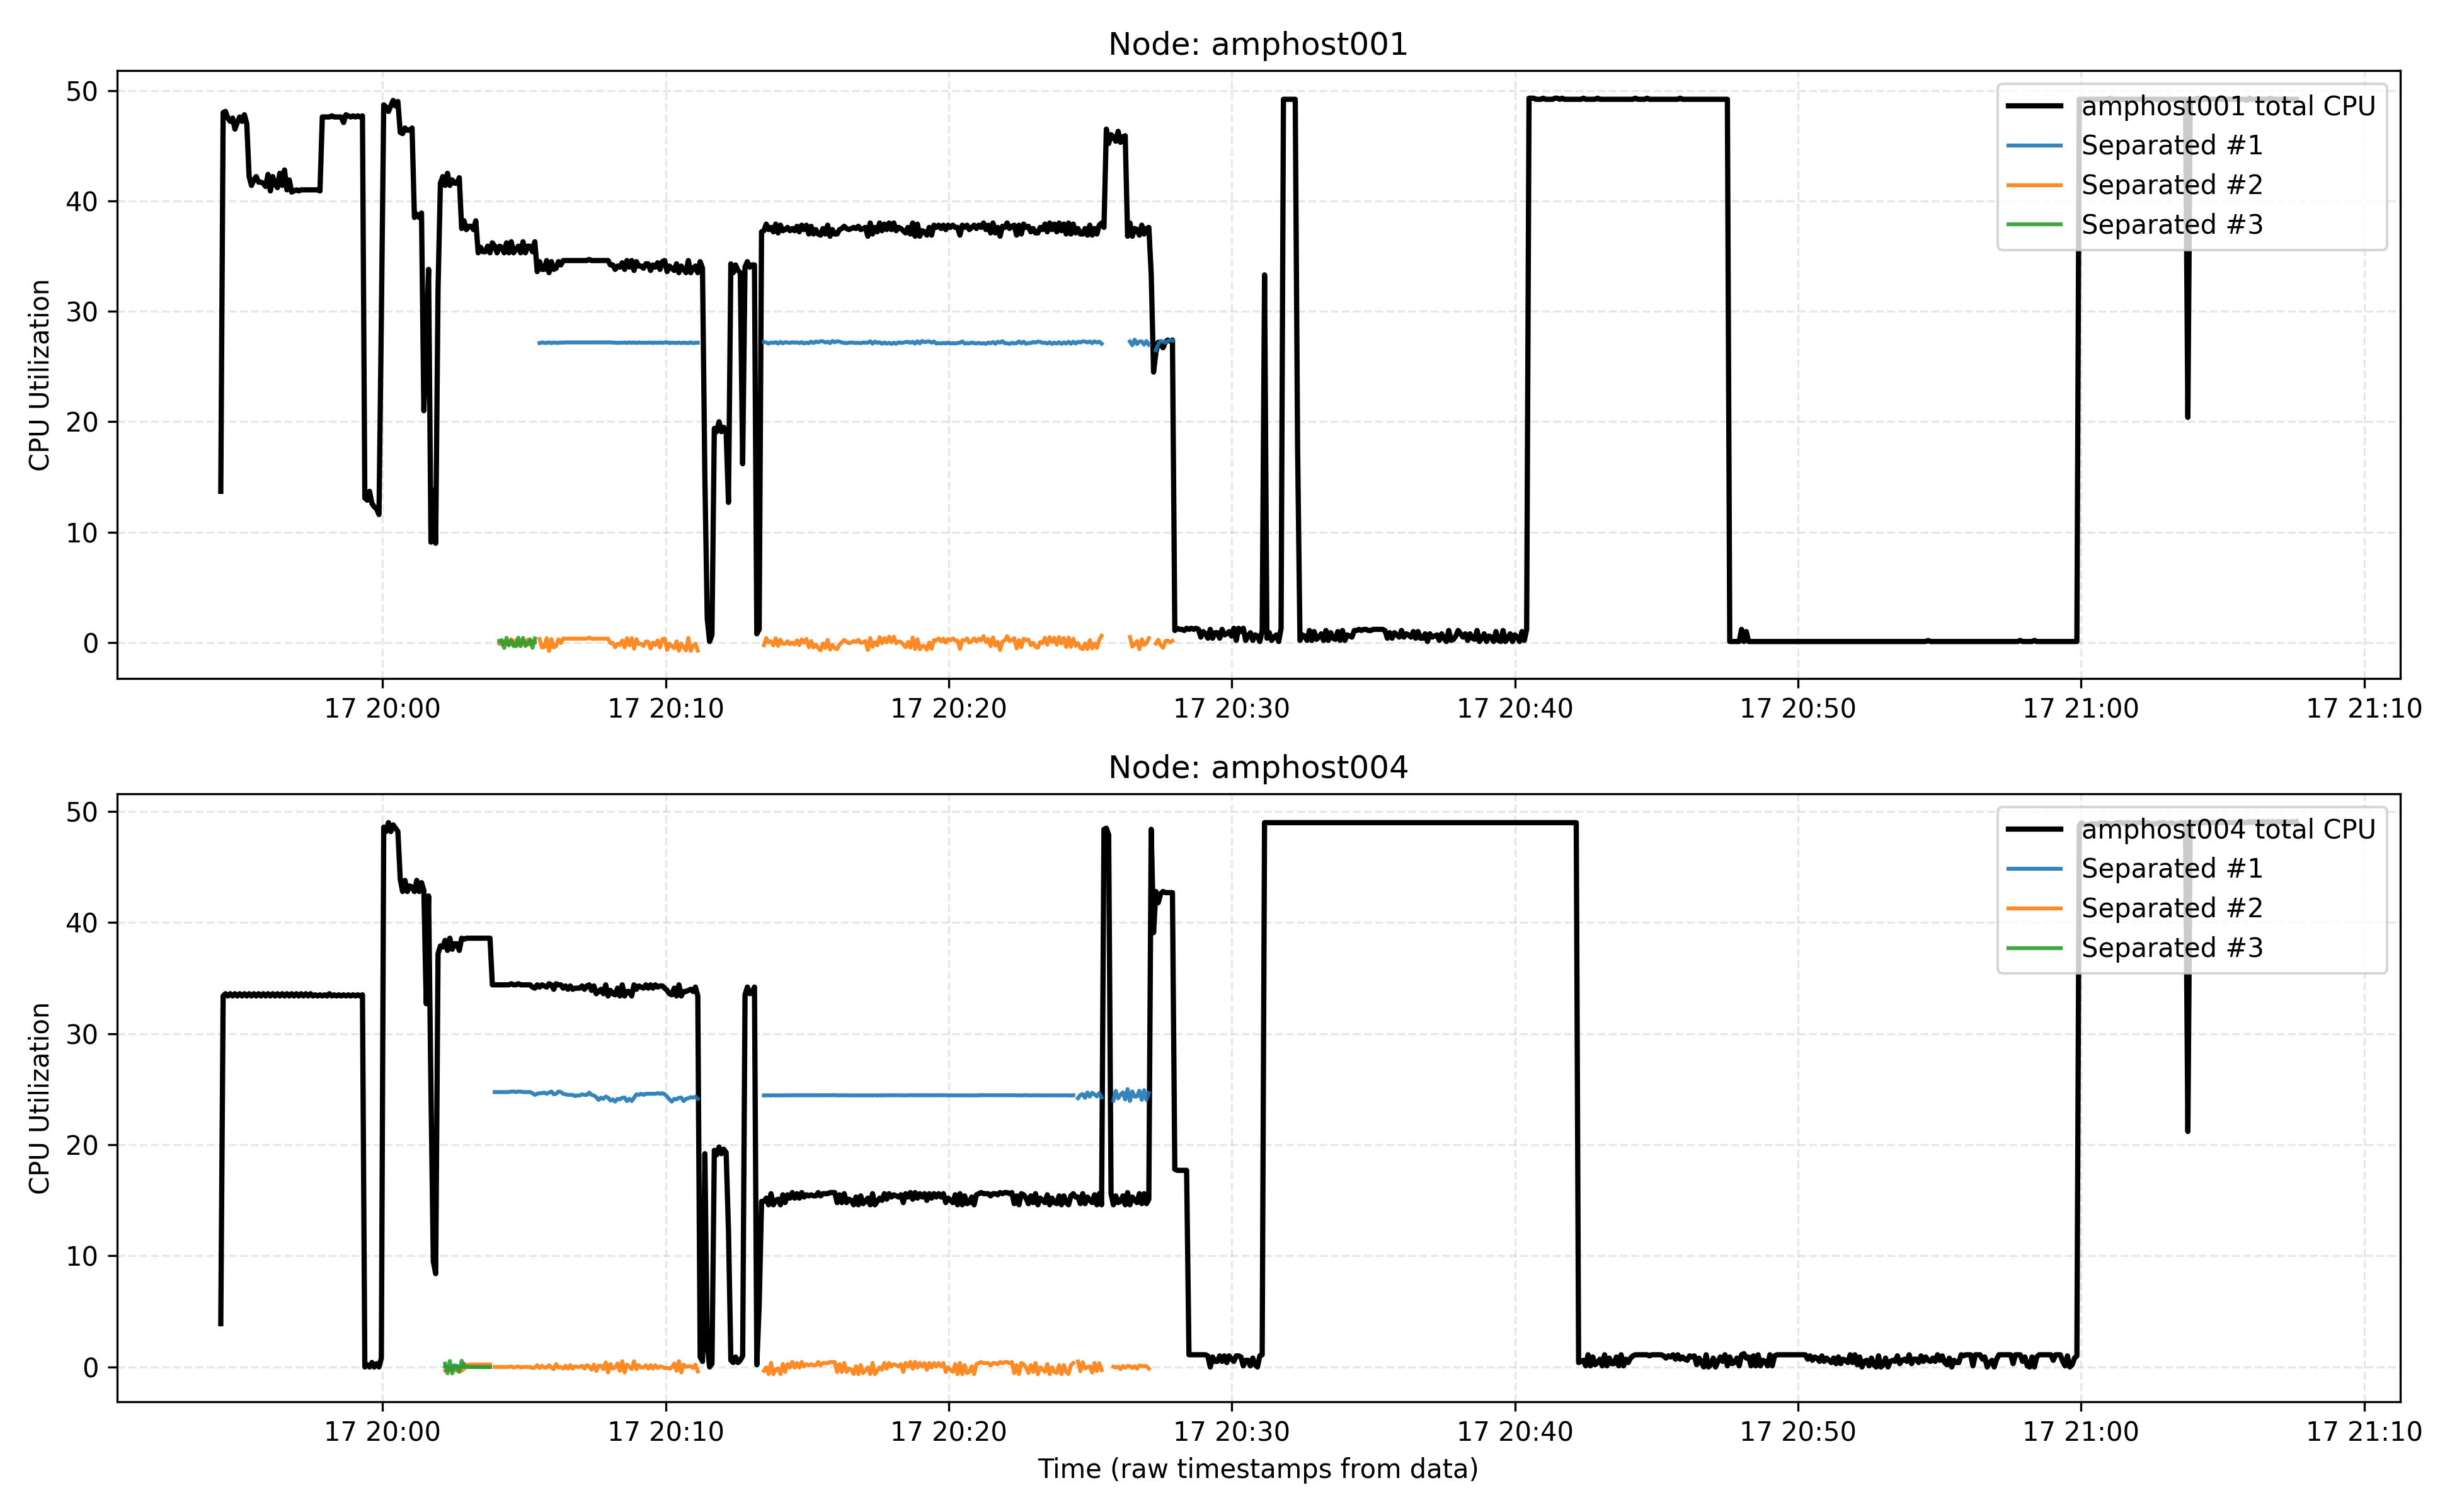 Node: amphost001
CPU Utilization
50
40
30
20
10
0
amphost001 total CPU
Separated #1
Separated #2
Separated #3
17 20:00
17 20:10
17 20:20
17 20:30
17 20:40
17 20:50
17 21:00
17 21:10
Node: amphost004
CPU Utilization
50
40
30
20
10
0
amphost004 total CPU
Separated #1
Separated #2
Separated #3
17 20:00
17 20:10
17 20:20
17 20:30
17 20:40
17 20:50
17 21:00
17 21:10
Time (raw timestamps from data)